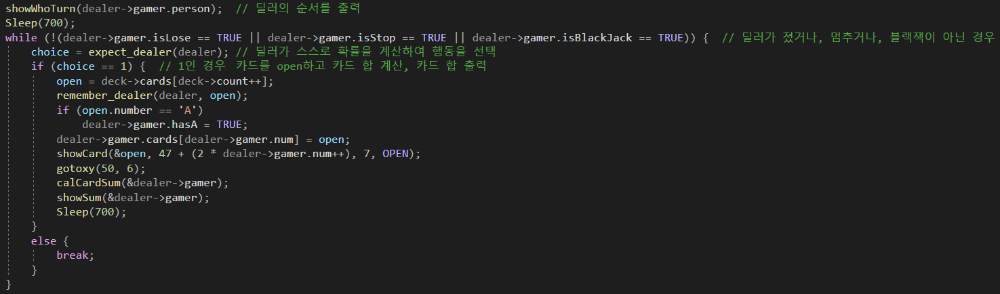 showWhoTurn(dealer->gamer.person);  // 딜러의 순서를 출력
Sleep(700);
while (!(dealer->gamer.isLose == TRUE || dealer->gamer.isStop == TRUE || dealer->gamer.isBlackJack == TRUE)) {  // 딜러가 졌거나, 멈추거나, 블랙잭이 아닌 경우
    choice = expect_dealer(dealer); // 딜러가 스스로 확률을 계산하여 행동을 선택
    if (choice == 1) {  // 1인 경우  카드를 open하고 카드 합 계산, 카드 합 출력
        open = deck->cards[deck->count++];
        remember_dealer(dealer, open);
        if (open.number == 'A')
            dealer->gamer.hasA = TRUE;
        dealer->gamer.cards[dealer->gamer.num] = open;
        showCard(&open, 47 + (2 * dealer->gamer.num++), 7, OPEN);
        gotoxy(50, 6);
        calCardSum(&dealer->gamer);
        showSum(&dealer->gamer);
        Sleep(700);
    }
    else {
        break;
    }
}